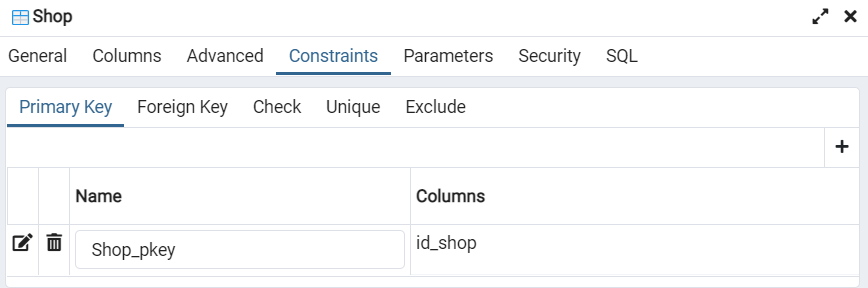 Shop
General Columns Advanced Constraints Parameters Security SQL
Primary Key Foreign Key Check Unique Exclude
Name Columns
Shop_pkey id_shop